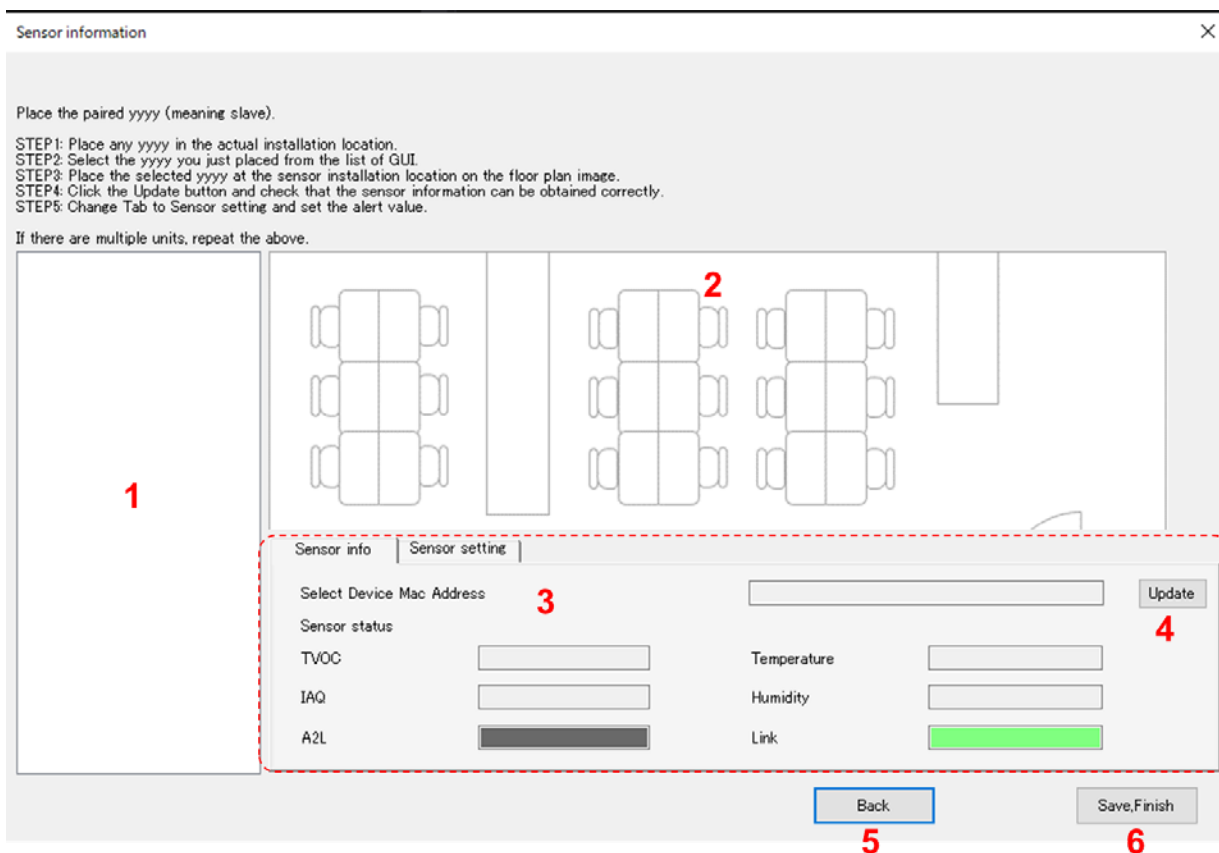 Sensor information
Place the paired yyyy (meaning slave).
STEP1: Place any yyyy in the actual installation location.
STEP2: Select the yyyy you just placed from the list of GUI.
STEP3: Place the selected yyyy at the sensor installation location on the floor plan image.
STEP4: Click the Update button and check that the sensor information can be obtained correctly.
STEP5: Change Tab to Sensor setting and set the alert value.
If there are multiple units, repeat the above.
2
1
Sensor info Sensor setting
Select Device Mac Address 3 Update
4
Sensor status
TVOC Temperature
IAQ Humidity
A2L Link
Back Save,Finish
5 6